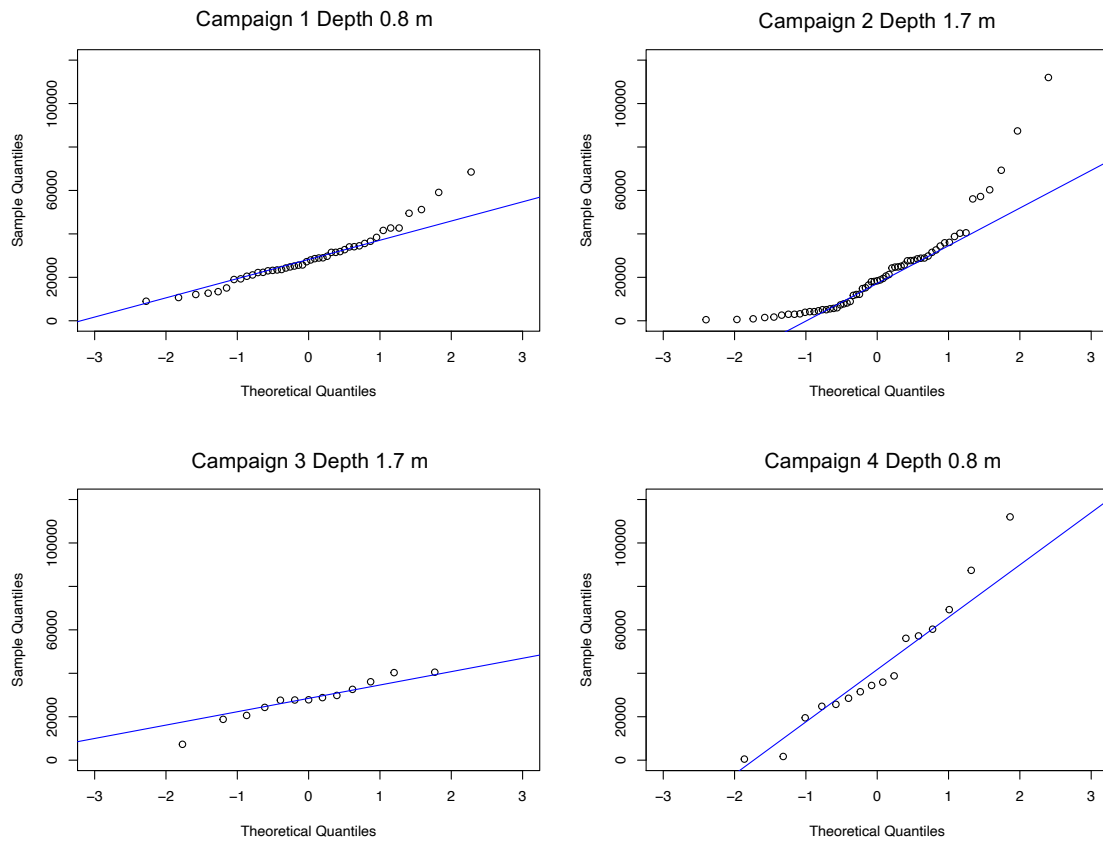 Campaign 1 Depth 0.8 m
Sample Quantiles
0 20000 60000 100000
−3 −2 −1 0 1 2 3
Theoretical Quantiles
Campaign 2 Depth 1.7 m
Sample Quantiles
0 20000 60000 100000
−3 −2 −1 0 1 2 3
Theoretical Quantiles
Campaign 3 Depth 1.7 m
Sample Quantiles
0 20000 60000 100000
−3 −2 −1 0 1 2 3
Theoretical Quantiles
Campaign 4 Depth 0.8 m
Sample Quantiles
0 20000 60000 100000
−3 −2 −1 0 1 2 3
Theoretical Quantiles